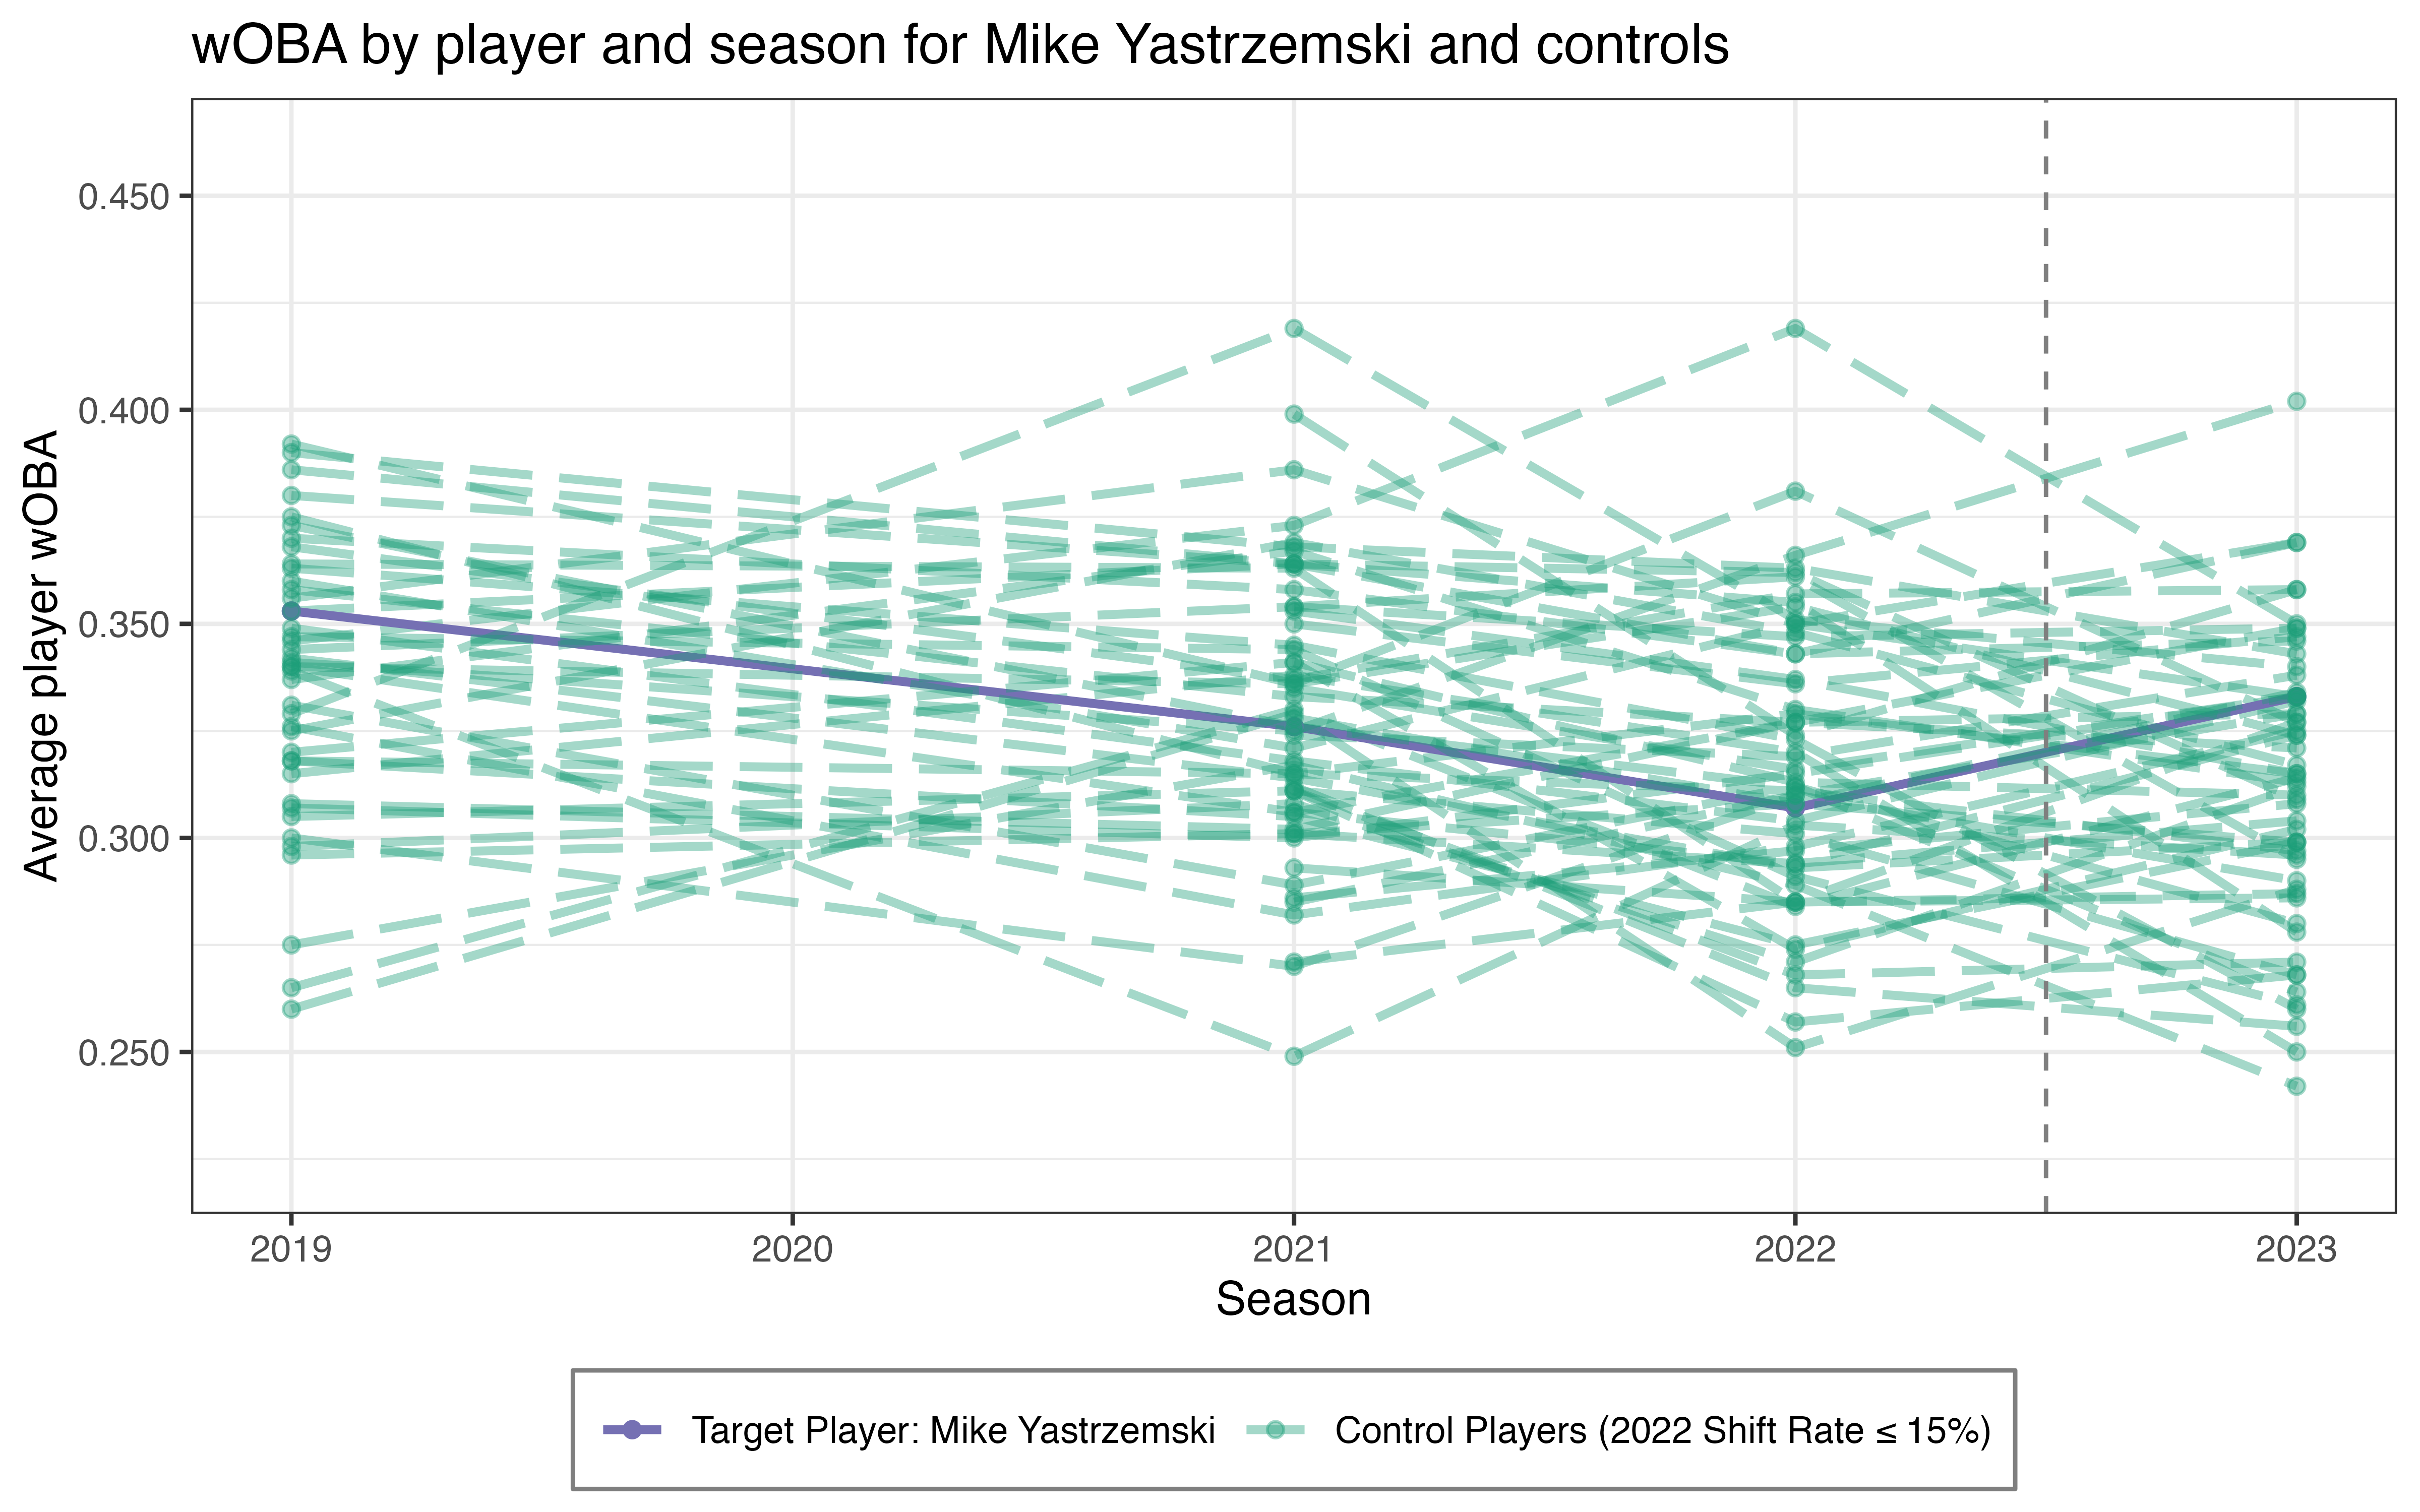 wOBA by player and season for Mike Yastrzemski and controls
Average player wOBA
0.450
0.400
0.350
0.300
0.250
2019 2020 2021 2022 2023
Season
Target Player: Mike Yastrzemski Control Players (2022 Shift Rate ≤ 15%)